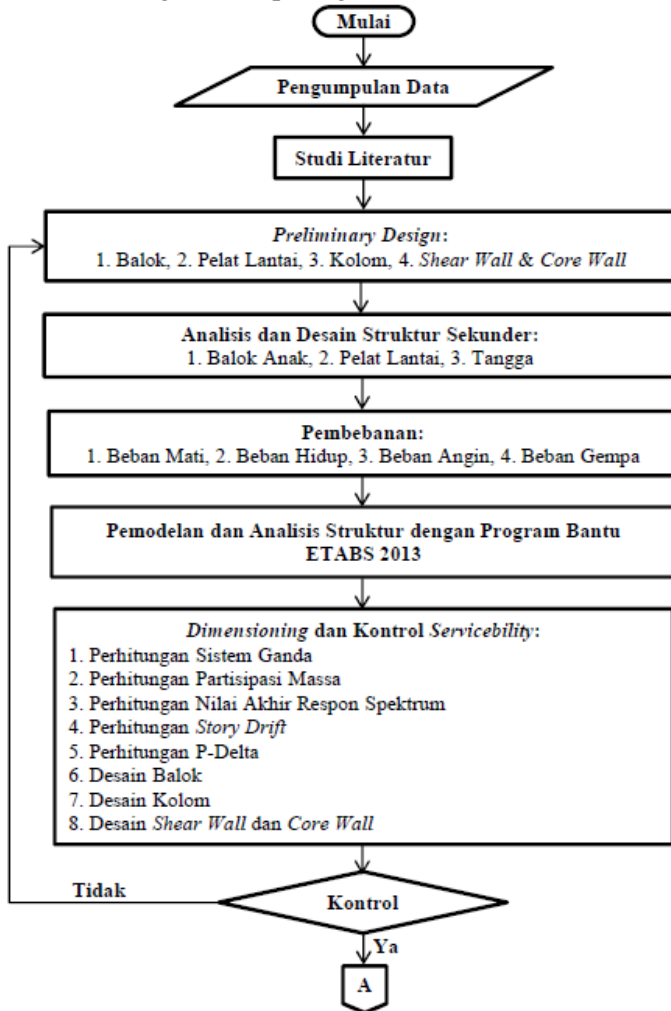 Mulai
Pengumpulan Data
Studi Literatur
Preliminary Design:
1. Balok, 2. Pelat Lantai, 3. Kolom, 4. Shear Wall & Core Wall
Analisis dan Desain Struktur Sekunder:
1. Balok Anak, 2. Pelat Lantai, 3. Tangga
Pembebanan:
1. Beban Mati, 2. Beban Hidup, 3. Beban Angin, 4. Beban Gempa
Pemodelan dan Analisis Struktur dengan Program Bantu
ETABS 2013
Dimensioning dan Kontrol Servicebility:
1. Perhitungan Sistem Ganda
2. Perhitungan Partisipasi Massa
3. Perhitungan Nilai Akhir Respon Spektrum
4. Perhitungan Story Drift
5. Perhitungan P-Delta
6. Desain Balok
7. Desain Kolom
8. Desain Shear Wall dan Core Wall
Tidak
Kontrol
Ya
A